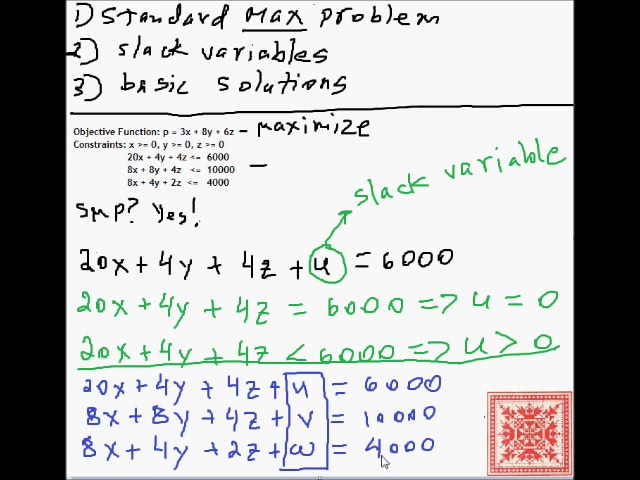 1) Standard Max problem
2) slack variables
3) basic solutions
Objective Function: p = 3x + 8y + 6z - maximize
Constraints: x >= 0, y >= 0, z >= 0
20x + 4y + 4z <= 6000
8x + 8y + 4z <= 10000 -
8x + 4y + 2z <= 4000
slack variable
smp? Yes!
20x + 4y + 4z + u = 6000
20x + 4y + 4z = 6000 => u = 0
20x + 4y + 4z < 6000 => u > 0
20x + 4y + 4z + u = 6000
8x + 8y + 4z + v = 10000
8x + 4y + 2z + w = 4000